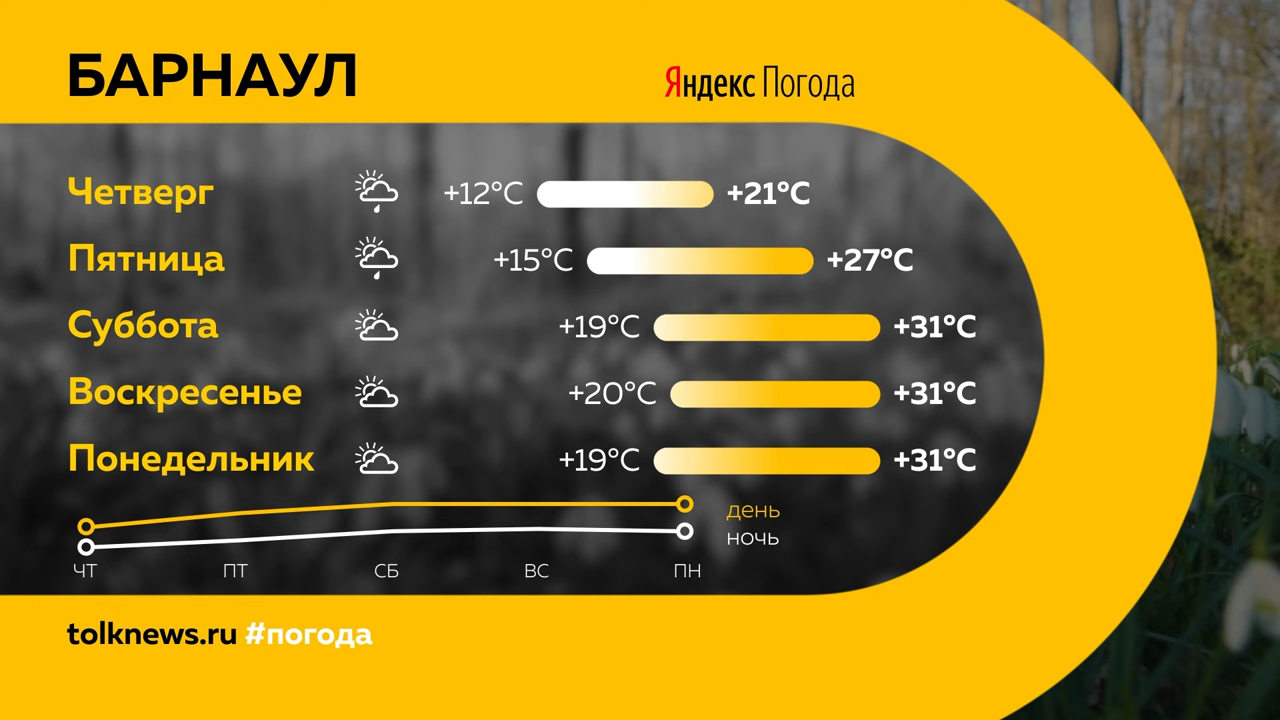 БАРНАУЛ
Яндекс Погода
Четверг +12°C +21°C
Пятница +15°C +27°C
Суббота +19°C +31°C
Воскресенье +20°C +31°C
Понедельник +19°C +31°C
день
ночь
ЧТ ПТ СБ ВС ПН
tolknews.ru #погода